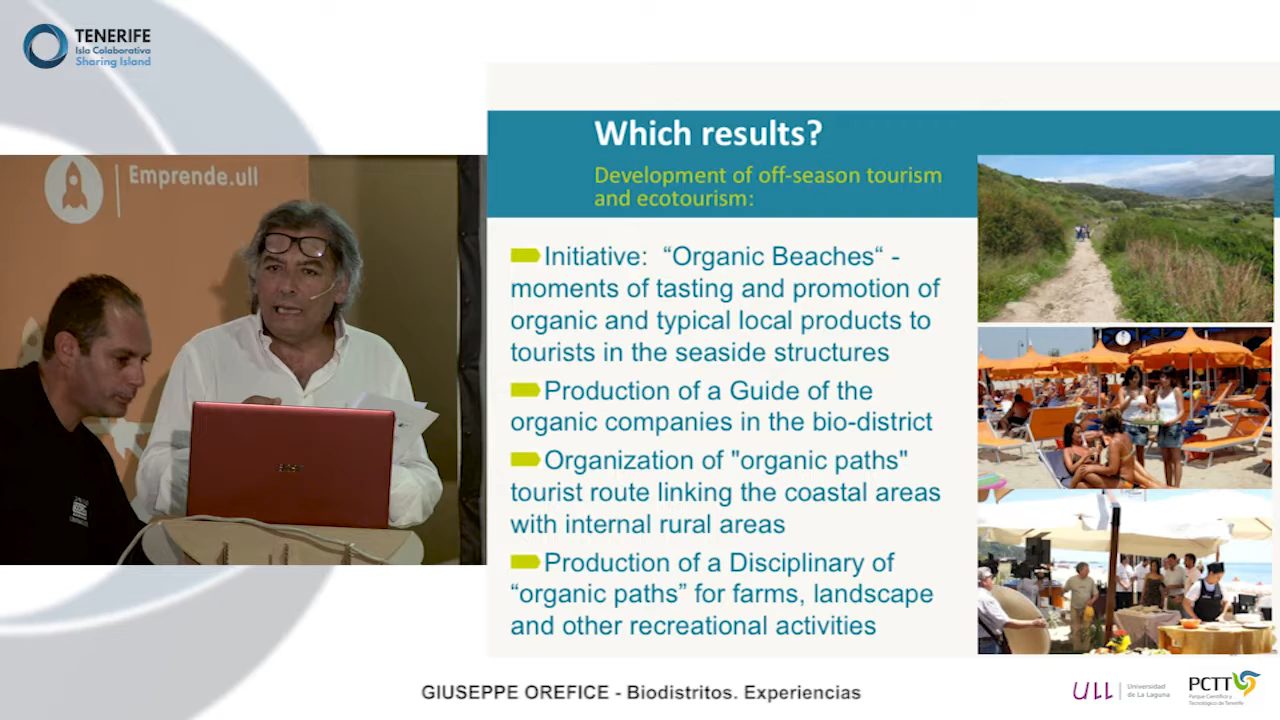 TENERIFE
Isla Colaborativa
Sharing Island
Emprende.ull
Which results?
Development of off-season tourism
and ecotourism:
Initiative: “Organic Beaches“ -
moments of tasting and promotion of
organic and typical local products to
tourists in the seaside structures
Production of a Guide of the
organic companies in the bio-district
Organization of "organic paths"
tourist route linking the coastal areas
with internal rural areas
Production of a Disciplinary of
“organic paths” for farms, landscape
and other recreational activities
GIUSEPPE OREFICE - Biodistritos. Experiencias
ULL
Universidad
de La Laguna
PCTT
Parque Científico y
Tecnológico de Tenerife